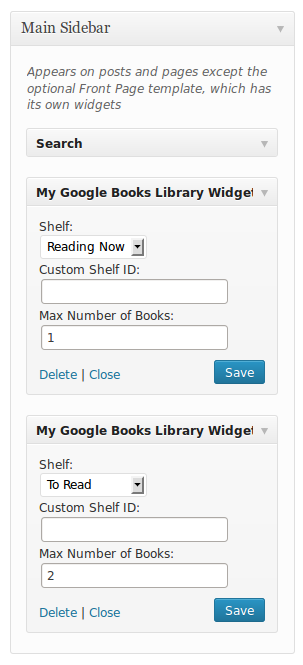 Main Sidebar
Appears on posts and pages except the
optional Front Page template, which has
its own widgets
Search
My Google Books Library Widget
Shelf:
Reading Now
Custom Shelf ID:
Max Number of Books:
1
Delete | Close Save
My Google Books Library Widget
Shelf:
To Read
Custom Shelf ID:
Max Number of Books:
2
Delete | Close Save